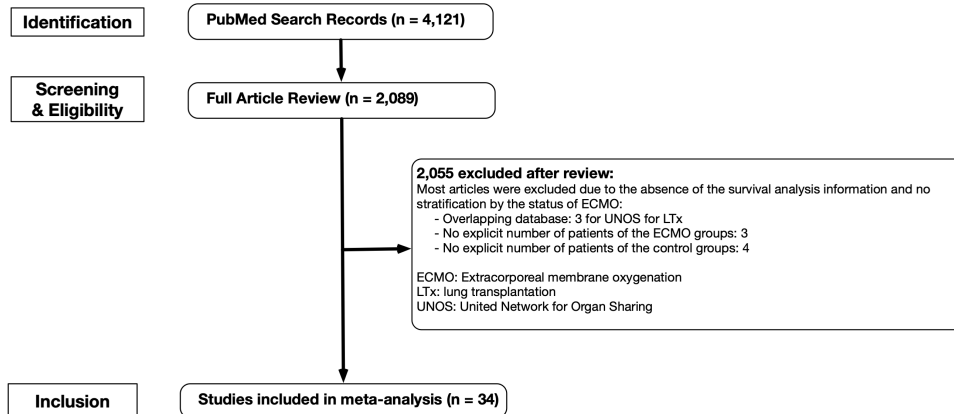 Identification
PubMed Search Records (n = 4,121)
Screening
& Eligibility
Full Article Review (n = 2,089)
2,055 excluded after review:
Most articles were excluded due to the absence of the survival analysis information and no
stratification by the status of ECMO:
- Overlapping database: 3 for UNOS for LTx
- No explicit number of patients of the ECMO groups: 3
- No explicit number of patients of the control groups: 4
ECMO: Extracorporeal membrane oxygenation
LTx: lung transplantation
UNOS: United Network for Organ Sharing
Inclusion
Studies included in meta-analysis (n = 34)